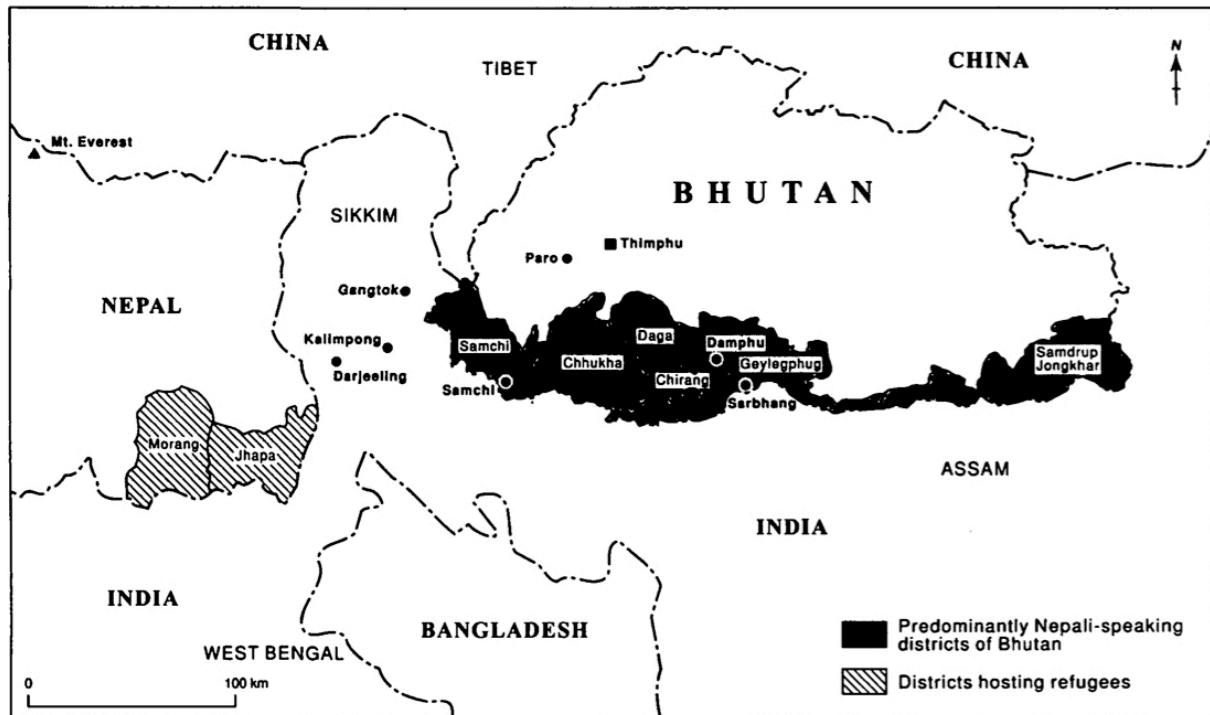 CHINA
TIBET
CHINA
N
Mt. Everest
BHUTAN
SIKKIM
Thimphu
Paro
Gangtok
NEPAL
Kalimpong
Darjeeling
Samchi
Chhukha
Daga
Damphu
Geylegphug
Chirang
Samchi
Sarbhang
Samdrup
Jongkhar
Morang
Jhapa
ASSAM
INDIA
INDIA
BANGLADESH
WEST BENGAL
0
100 km
Predominantly Nepali-speaking
districts of Bhutan
Districts hosting refugees